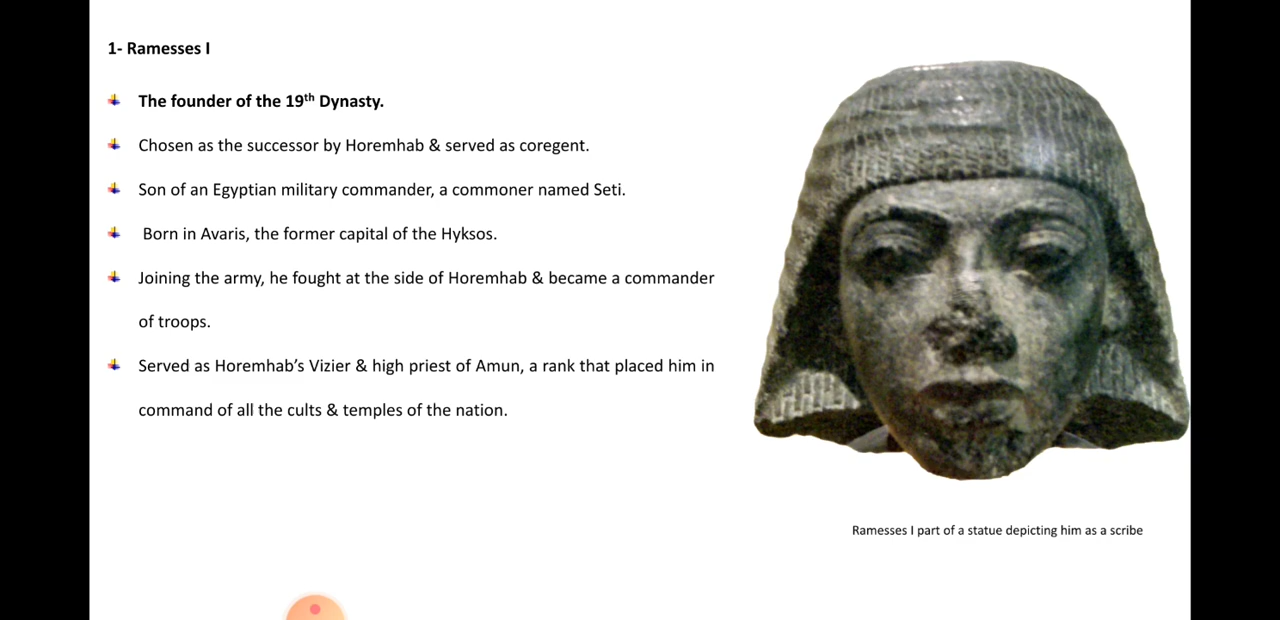 1- Ramesses I
The founder of the 19th Dynasty.
Chosen as the successor by Horemhab & served as coregent.
Son of an Egyptian military commander, a commoner named Seti.
Born in Avaris, the former capital of the Hyksos.
Joining the army, he fought at the side of Horemhab & became a commander
of troops.
Served as Horemhab’s Vizier & high priest of Amun, a rank that placed him in
command of all the cults & temples of the nation.
Ramesses I part of a statue depicting him as a scribe